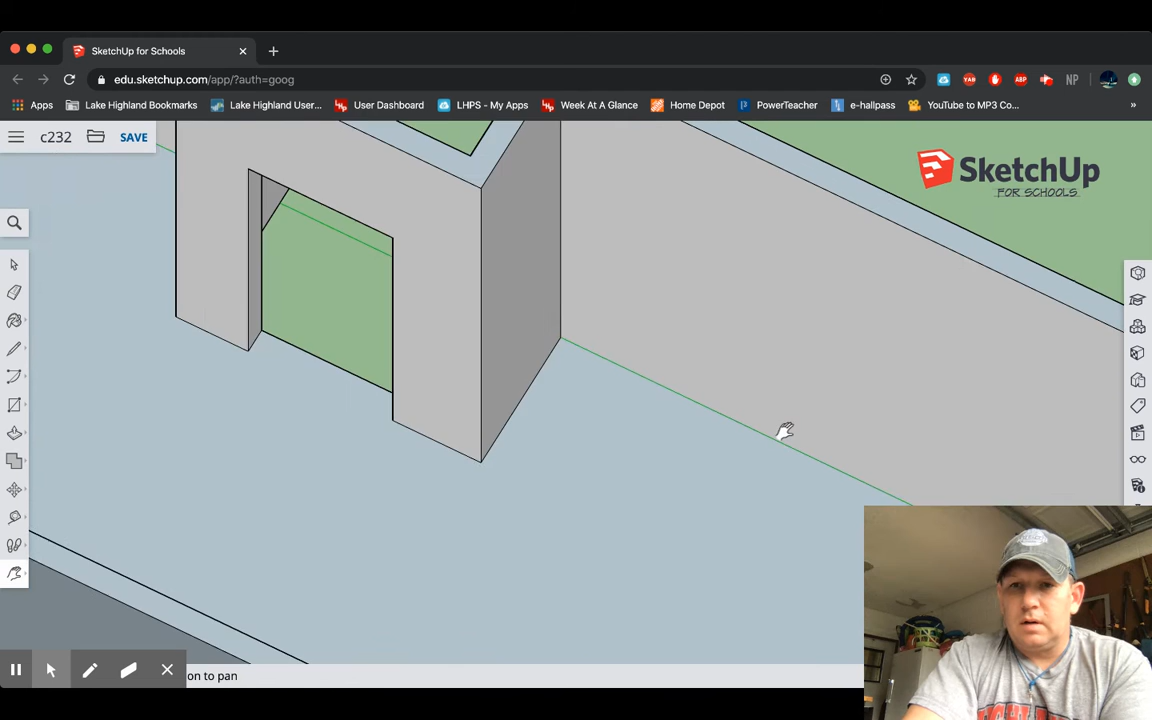 SketchUp for Schools
edu.sketchup.com/app/?auth=goog
ABP
NP
Apps
Lake Highland Bookmarks
Lake Highland User...
User Dashboard
LHPS - My Apps
Week At A Glance
Home Depot
PowerTeacher
e-hallpass
YouTube to MP3 Co...
»
c232
SAVE
SketchUp
FOR SCHOOLS
on to pan